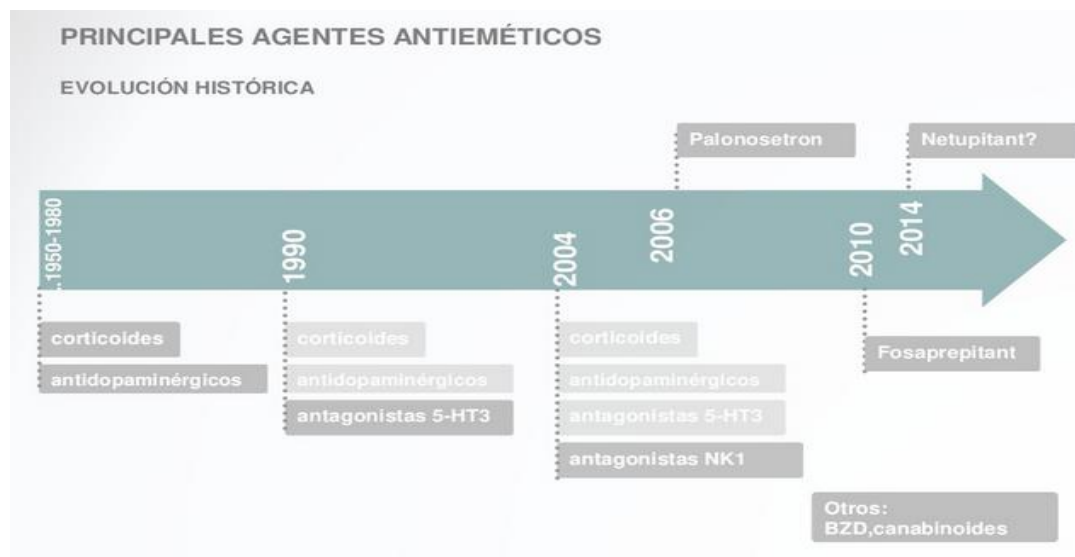 PRINCIPALES AGENTES ANTIEMÉTICOS
EVOLUCIÓN HISTÓRICA
Palonosetron
Netupitant?
..1950-1980
1990
2004
2006
2010
2014
corticoides
antidopaminérgicos
corticoides
antidopaminérgicos
antagonistas 5-HT3
corticoides
antidopaminérgicos
antagonistas 5-HT3
antagonistas NK1
Fosaprepitant
Otros:
BZD,canabinoides